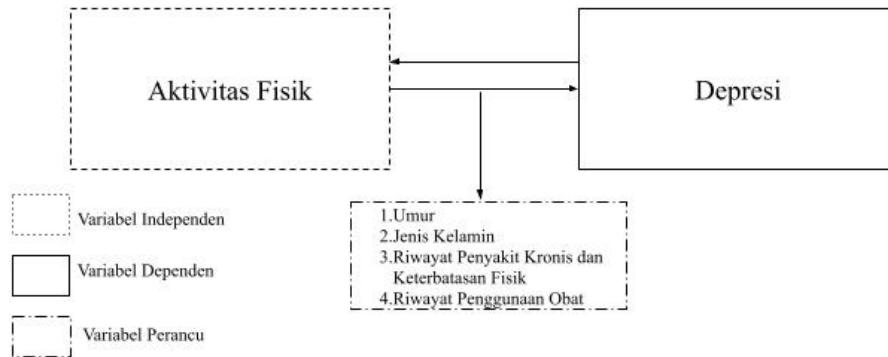 Aktivitas Fisik
Depresi
1.Umur
2.Jenis Kelamin
3.Riwayat Penyakit Kronis dan
Keterbatasan Fisik
4.Riwayat Penggunaan Obat
Variabel Independen
Variabel Dependen
Variabel Perancu